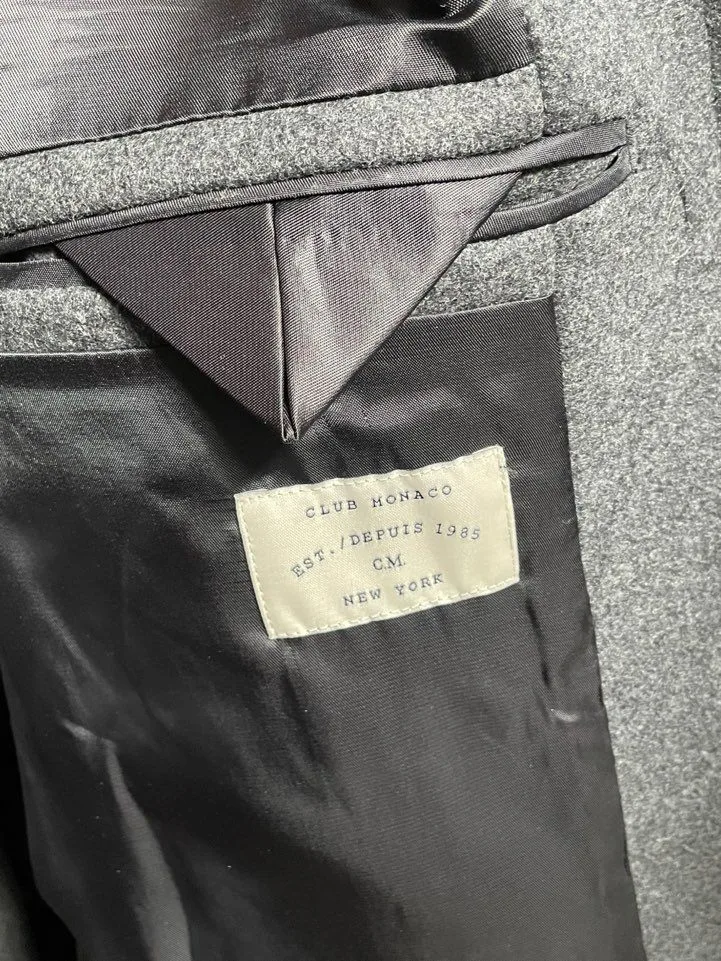 CLUB MONACO
EST./DEPUIS 1985
C.M.
NEW YORK